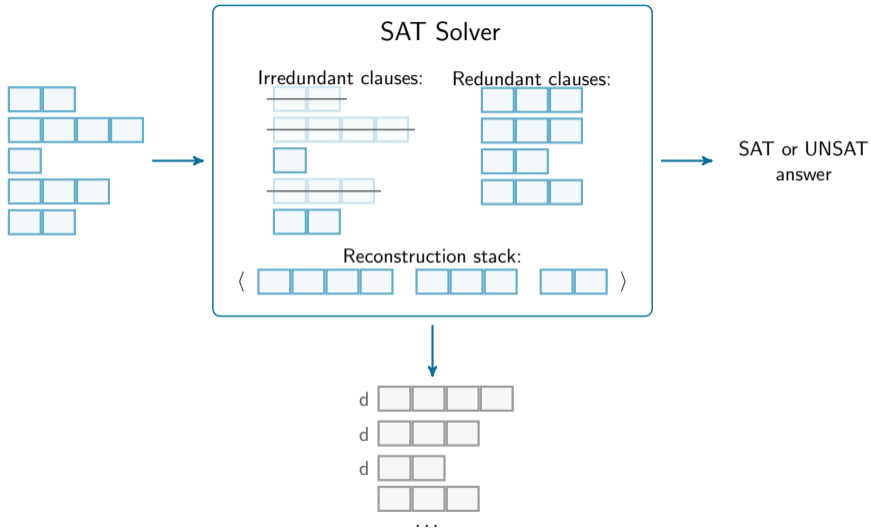 SAT Solver
Irredundant clauses:
Redundant clauses:
SAT or UNSAT
answer
Reconstruction stack:
⟨ ⟩
d
d
d
...